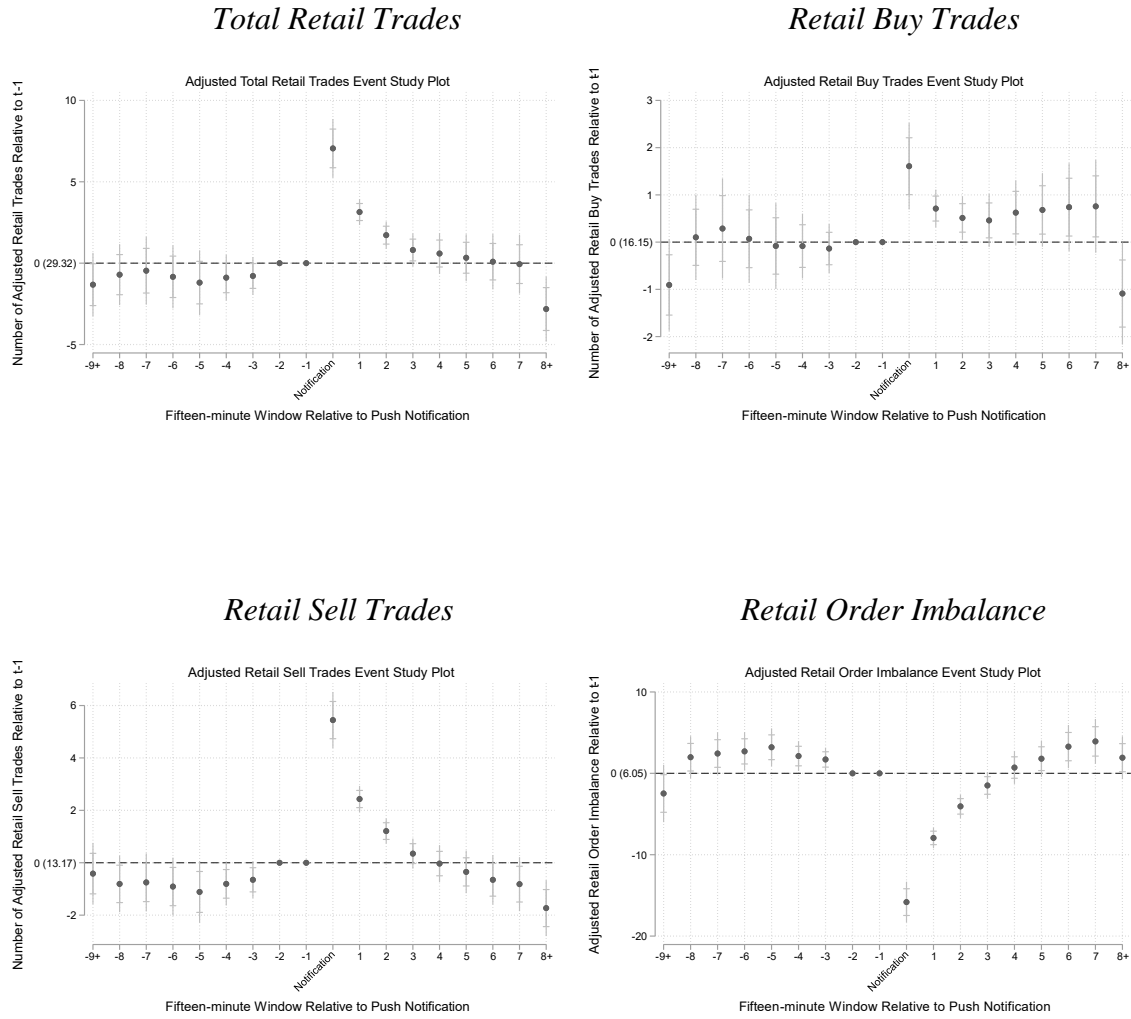 Total Retail Trades
Adjusted Total Retail Trades Event Study Plot
Number of Adjusted Retail Trades Relative to t-1
10
5
0 (29.32)
-5
-9+ -8 -7 -6 -5 -4 -3 -2 -1 Notification 1 2 3 4 5 6 7 8+
Fifteen-minute Window Relative to Push Notification
Retail Buy Trades
Adjusted Retail Buy Trades Event Study Plot
Number of Adjusted Retail Buy Trades Relative to t-1
3
2
1
0 (16.15)
-1
-2
-9+ -8 -7 -6 -5 -4 -3 -2 -1 Notification 1 2 3 4 5 6 7 8+
Fifteen-minute Window Relative to Push Notification
Retail Sell Trades
Adjusted Retail Sell Trades Event Study Plot
Number of Adjusted Retail Sell Trades Relative to t-1
6
4
2
0 (13.17)
-2
-9+ -8 -7 -6 -5 -4 -3 -2 -1 Notification 1 2 3 4 5 6 7 8+
Fifteen-minute Window Relative to Push Notification
Retail Order Imbalance
Adjusted Retail Order Imbalance Event Study Plot
Adjusted Retail Order Imbalance Relative to t-1
10
0 (6.05)
-10
-20
-9+ -8 -7 -6 -5 -4 -3 -2 -1 Notification 1 2 3 4 5 6 7 8+
Fifteen-minute Window Relative to Push Notification